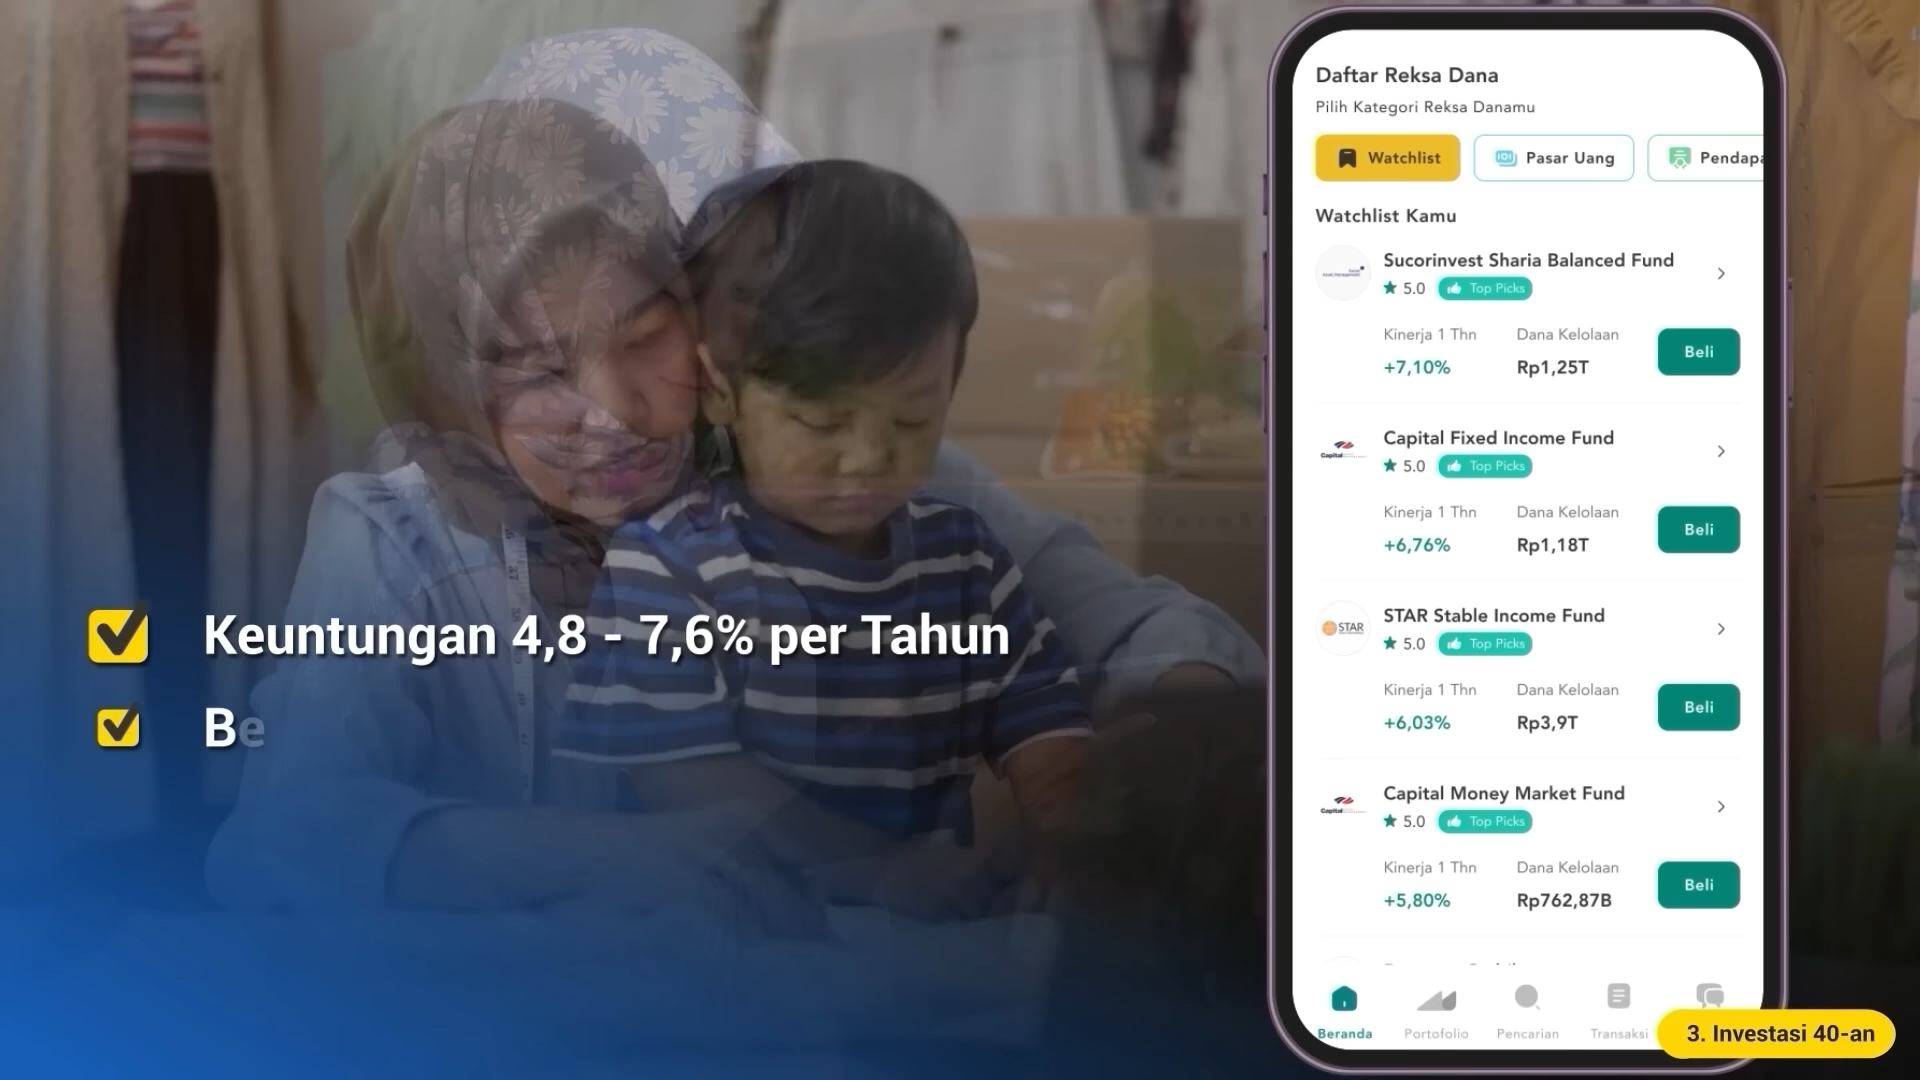 Keuntungan 4,8 - 7,6% per Tahun
Be
Daftar Reksa Dana
Pilih Kategori Reksa Danamu
Watchlist
Pasar Uang
Pendapa
Watchlist Kamu
Sucorinvest Sharia Balanced Fund
5.0 Top Picks
Kinerja 1 Thn Dana Kelolaan
+7,10% Rp1,25T
Beli
Capital Fixed Income Fund
5.0 Top Picks
Kinerja 1 Thn Dana Kelolaan
+6,76% Rp1,18T
Beli
STAR
STAR Stable Income Fund
5.0 Top Picks
Kinerja 1 Thn Dana Kelolaan
+6,03% Rp3,9T
Beli
Capital
Capital Money Market Fund
5.0 Top Picks
Kinerja 1 Thn Dana Kelolaan
+5,80% Rp762,87B
Beli
Beranda Portofolio Pencarian Transaksi
3. Investasi 40-an